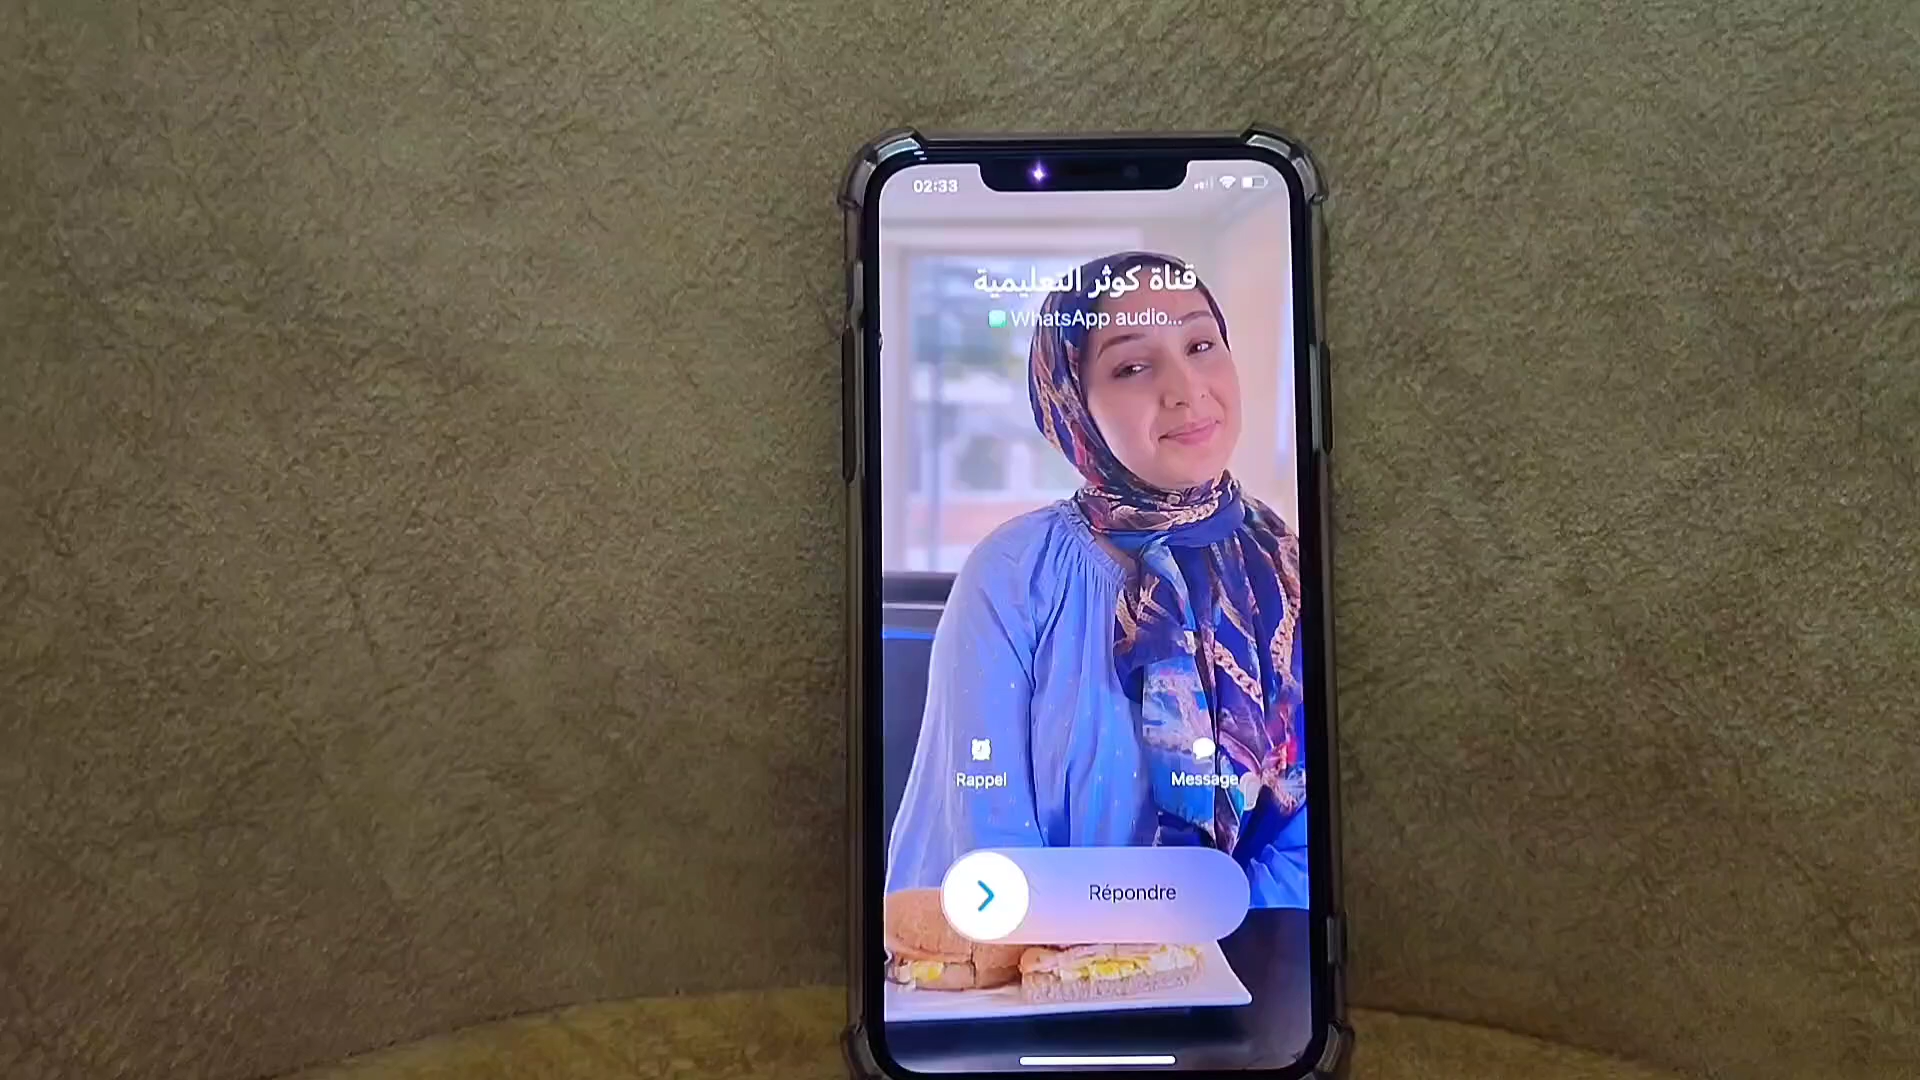 02:33
قناة كوثر التعليمية
WhatsApp audio...
Rappel
Message
Répondre